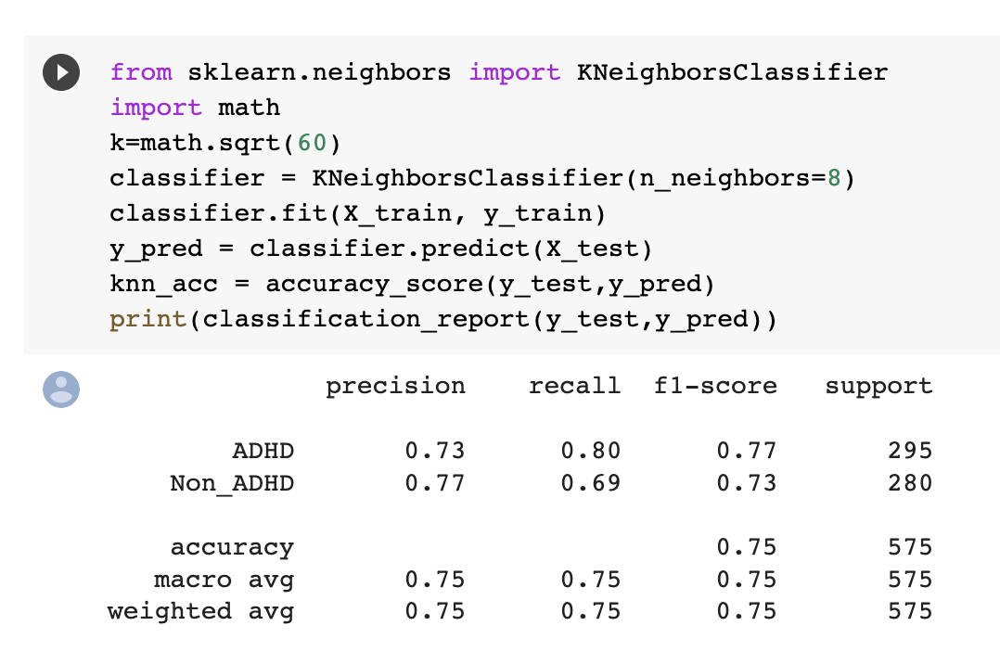 from sklearn.neighbors import KNeighborsClassifier
import math
k=math.sqrt(60)
classifier = KNeighborsClassifier(n_neighbors=8)
classifier.fit(X_train, y_train)
y_pred = classifier.predict(X_test)
knn_acc = accuracy_score(y_test,y_pred)
print(classification_report(y_test,y_pred))
precision recall f1-score support
ADHD 0.73 0.80 0.77 295
Non_ADHD 0.77 0.69 0.73 280
accuracy 0.75 575
macro avg 0.75 0.75 0.75 575
weighted avg 0.75 0.75 0.75 575